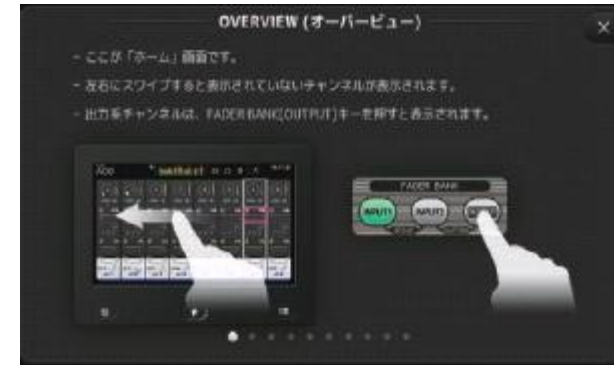 OVERVIEW (オーバービュー)
- ここが「ホーム」画面です。
- 左右にスワイプすると表示されていないチャンネルが表示されます。
- 出力系チャンネルは、FADER BANK[OUTPUT]キーを押すと表示されます。
FADER BANK
INPUT1 INPUT2